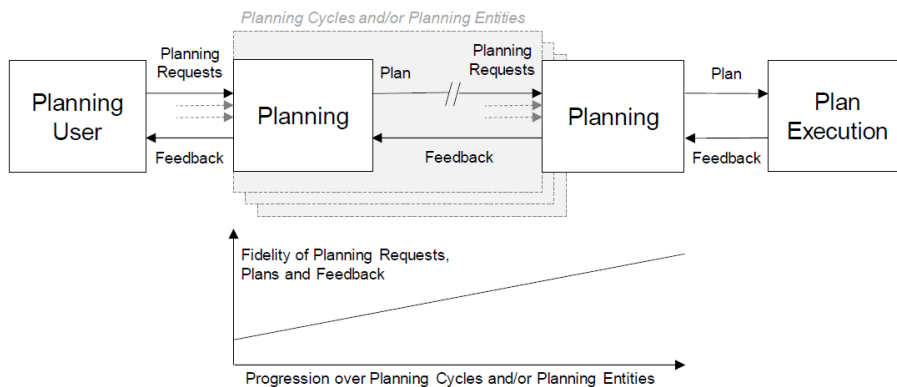 Planning Cycles and/or Planning Entities
Planning
Requests
Planning
User
Feedback
Planning
Plan
Planning
Requests
Feedback
Planning
Plan
Feedback
Plan
Execution
Fidelity of Planning Requests,
Plans and Feedback
Progression over Planning Cycles and/or Planning Entities